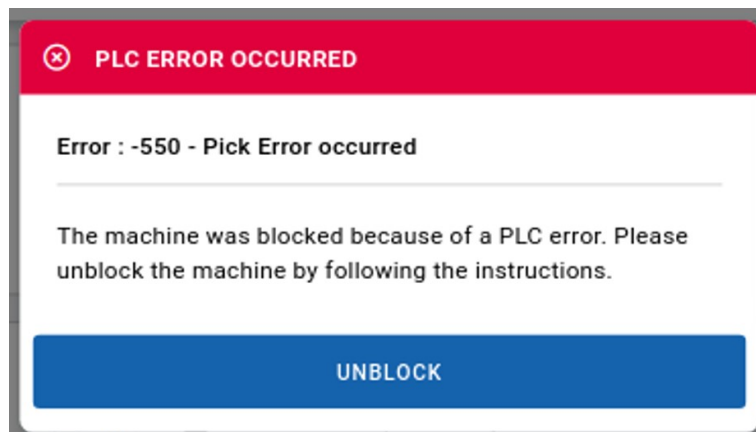 PLC ERROR OCCURRED
Error : -550 - Pick Error occurred
The machine was blocked because of a PLC error. Please
unblock the machine by following the instructions.
UNBLOCK